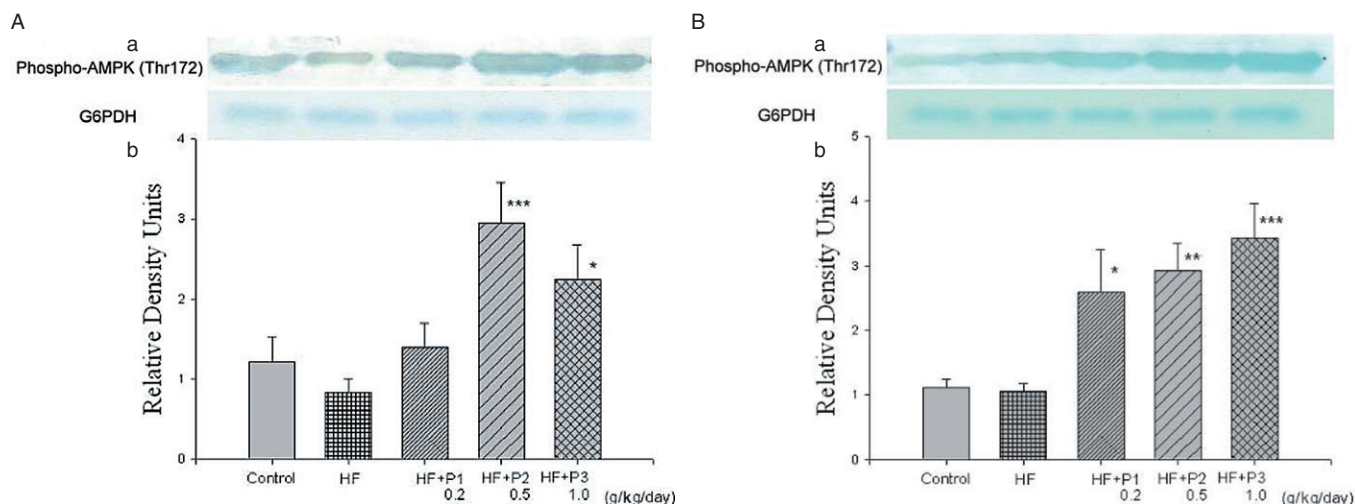 A
a
Phospho-AMPK (Thr172)
G6PDH
b
4
3
2
1
0
Relative Density Units
***
*
Control HF HF+P1 HF+P2 HF+P3
0.2 0.5 1.0 (g/kg/day)
B
a
Phospho-AMPK (Thr172)
G6PDH
b
5
4
3
2
1
0
Relative Density Units
*
**
***
Control HF HF+P1 HF+P2 HF+P3
0.2 0.5 1.0 (g/kg/day)